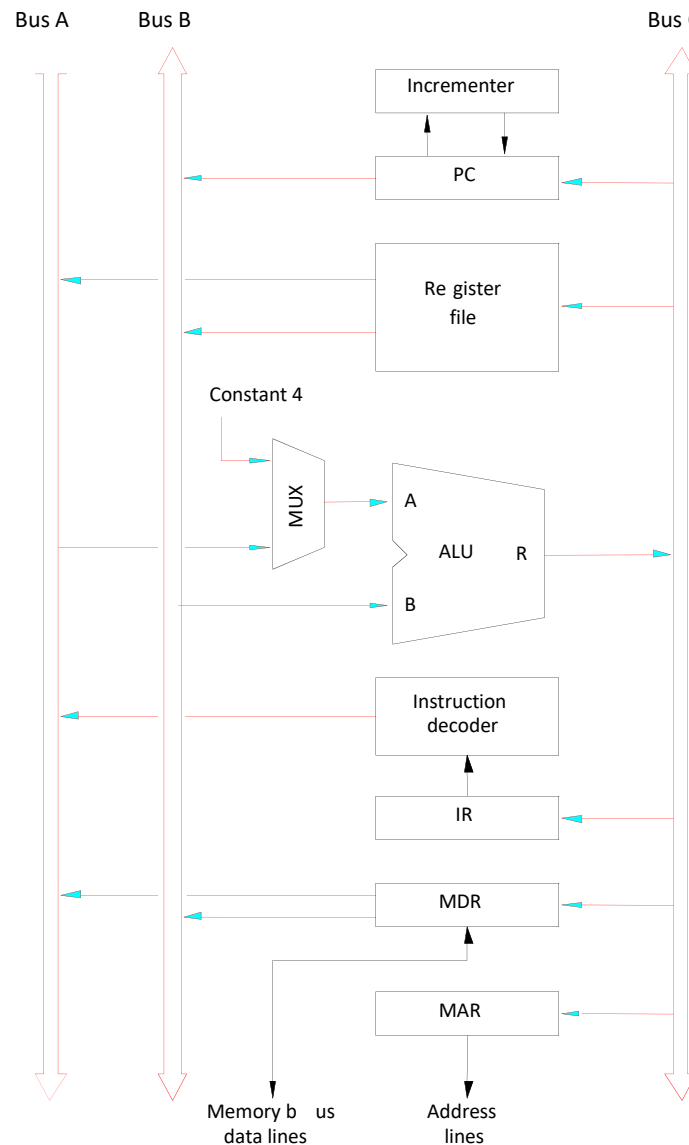 Bus A
Bus B
Bus
Incrementer
PC
Re gister
file
Constant 4
MUX
A
ALU
R
B
Instruction
decoder
IR
MDR
MAR
Memory b us
data lines
Address
lines